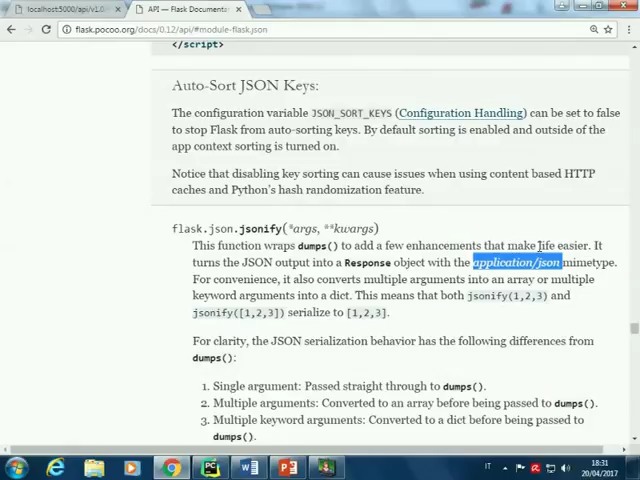 localhost:5000/api/v1.0
API — Flask Documenta
flask.pocoo.org/docs/0.12/api/#module-flask.json
</script>
Auto-Sort JSON Keys:
The configuration variable JSON_SORT_KEYS (Configuration Handling) can be set to false
to stop Flask from auto-sorting keys. By default sorting is enabled and outside of the
app context sorting is turned on.
Notice that disabling key sorting can cause issues when using content based HTTP
caches and Python's hash randomization feature.
flask.json.jsonify(*args, **kwargs)
This function wraps dumps() to add a few enhancements that make life easier. It
turns the JSON output into a Response object with the application/json mimetype.
For convenience, it also converts multiple arguments into an array or multiple
keyword arguments into a dict. This means that both jsonify(1,2,3) and
jsonify([1,2,3]) serialize to [1,2,3].
For clarity, the JSON serialization behavior has the following differences from
dumps():
1. Single argument: Passed straight through to dumps().
2. Multiple arguments: Converted to an array before being passed to dumps().
3. Multiple keyword arguments: Converted to a dict before being passed to
dumps().
IT
18:31
20/04/2017